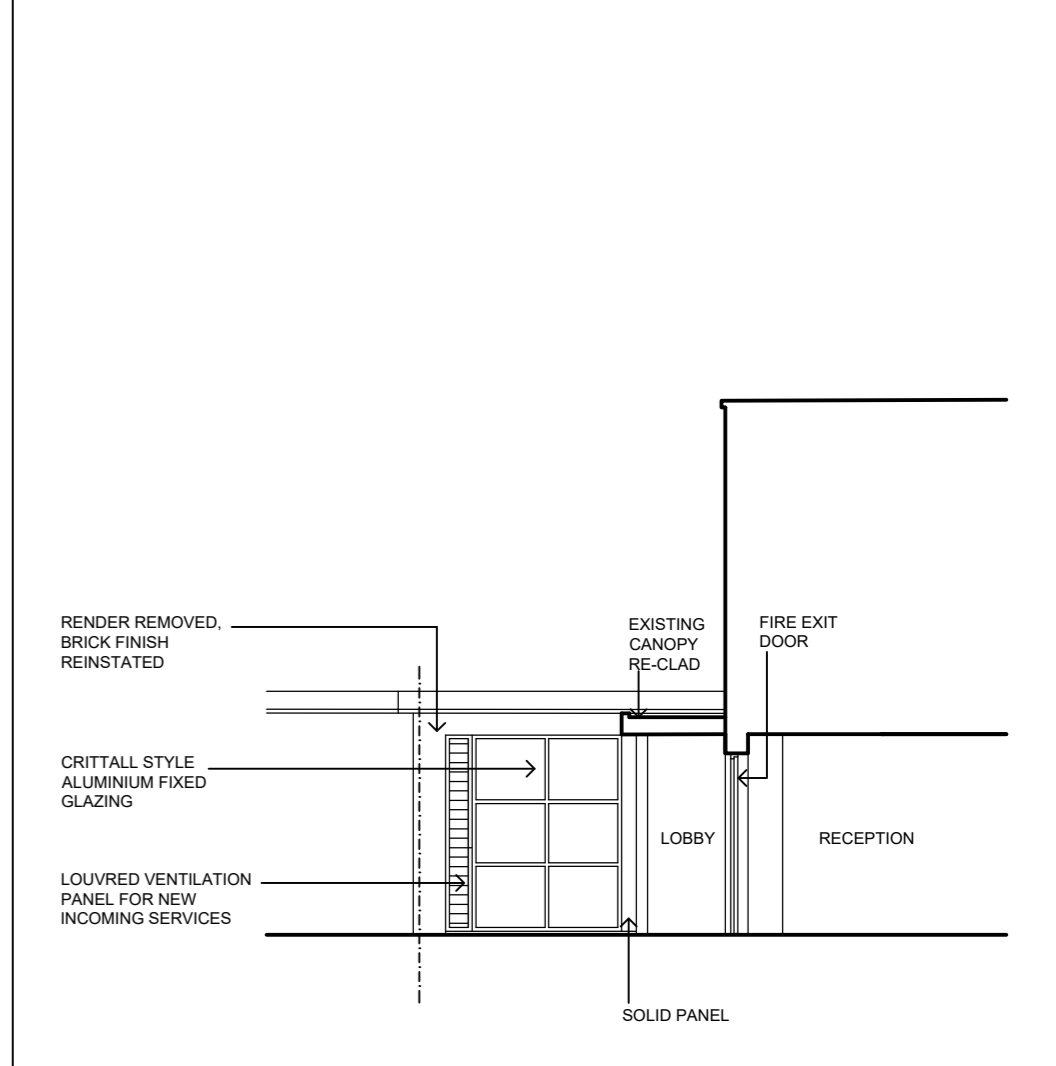 RENDER REMOVED,
BRICK FINISH
REINSTATED
EXISTING
CANOPY
RE-CLAD
FIRE EXIT
DOOR
CRITTALL STYLE
ALUMINIUM FIXED
GLAZING
LOBBY
RECEPTION
LOUVRED VENTILATION
PANEL FOR NEW
INCOMING SERVICES
SOLID PANEL